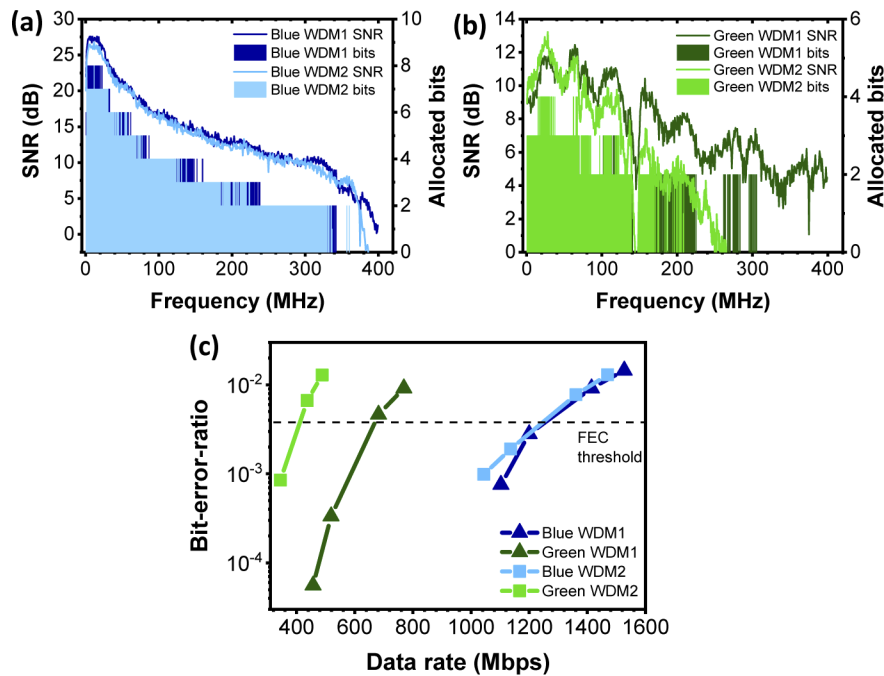 (a)
30
25
20
15
10
5
0
SNR (dB)
Blue WDM1 SNR
Blue WDM1 bits
Blue WDM2 SNR
Blue WDM2 bits
10
8
6
4
2
0
Allocated bits
0 100 200 300 400
Frequency (MHz)
(b)
14
12
10
8
6
4
2
0
SNR (dB)
Green WDM1 SNR
Green WDM1 bits
Green WDM2 SNR
Green WDM2 bits
6
4
2
0
Allocated bits
0 100 200 300 400
Frequency (MHz)
(c)
10-2
10-3
10-4
Bit-error-ratio
FEC
threshold
Blue WDM1
Green WDM1
Blue WDM2
Green WDM2
400 600 800 1000 1200 1400 1600
Data rate (Mbps)